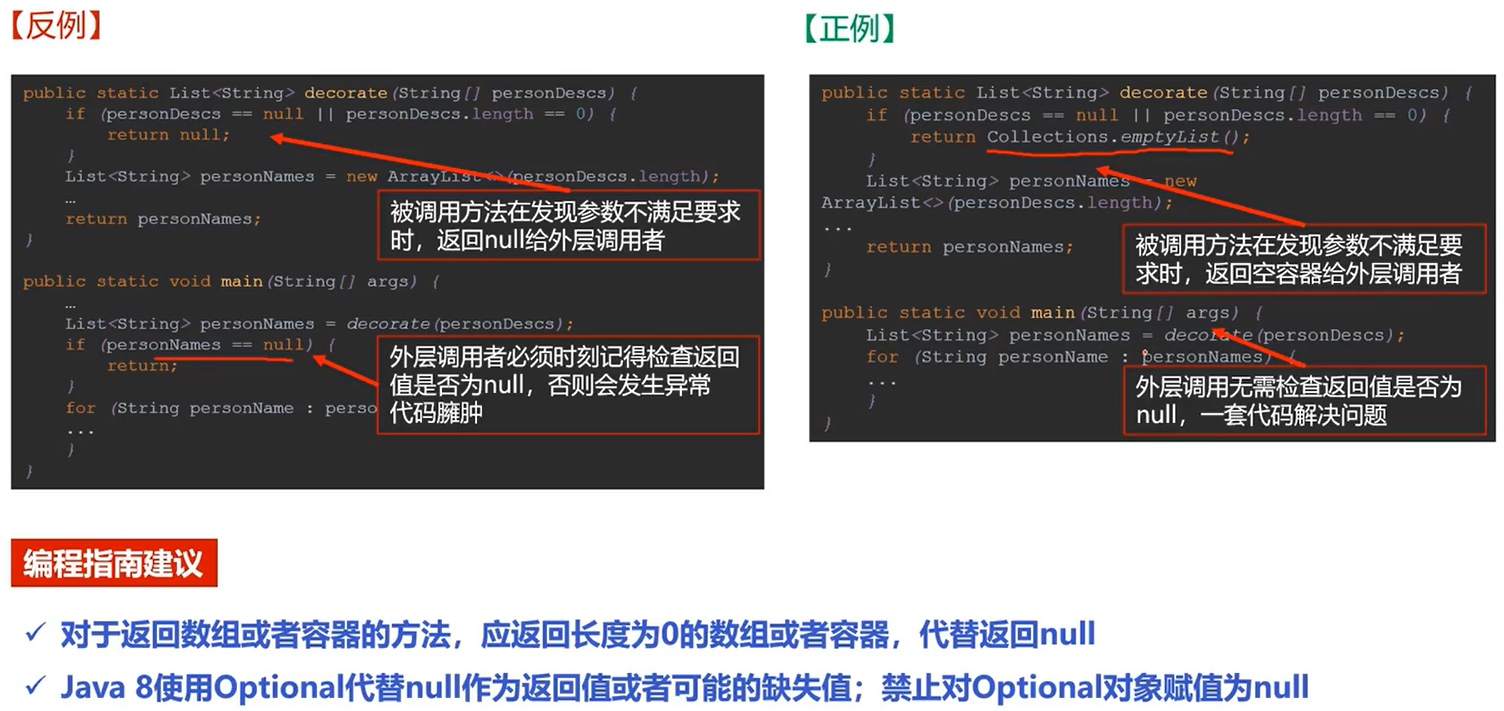 【反例】
public static List<String> decorate(String[] personDescs) {
if (personDescs == null || personDescs.length == 0) {
return null;
}
List<String> personNames = new ArrayList<>(personDescs.length);
…
return personNames;
}
被调用方法在发现参数不满足要求
时，返回null给外层调用者
public static void main(String[] args) {
…
List<String> personNames = decorate(personDescs);
if (personNames == null) {
return;
}
for (String personName : perso
...
}
}
外层调用者必须时刻记得检查返回
值是否为null，否则会发生异常
代码臃肿
【正例】
public static List<String> decorate(String[] personDescs) {
if (personDescs == null || personDescs.length == 0) {
return Collections.emptyList();
}
List<String> personNames = new
ArrayList<>(personDescs.length);
...
return personNames;
}
被调用方法在发现参数不满足要
求时，返回空容器给外层调用者
public static void main(String[] args) {
List<String> personNames = decorate(personDescs);
for (String personName : personNames) {
...
}
}
外层调用无需检查返回值是否为
null，一套代码解决问题
编程指南建议
✓ 对于返回数组或者容器的方法，应返回长度为0的数组或者容器，代替返回null
✓ Java 8使用Optional代替null作为返回值或者可能的缺失值；禁止对Optional对象赋值为null